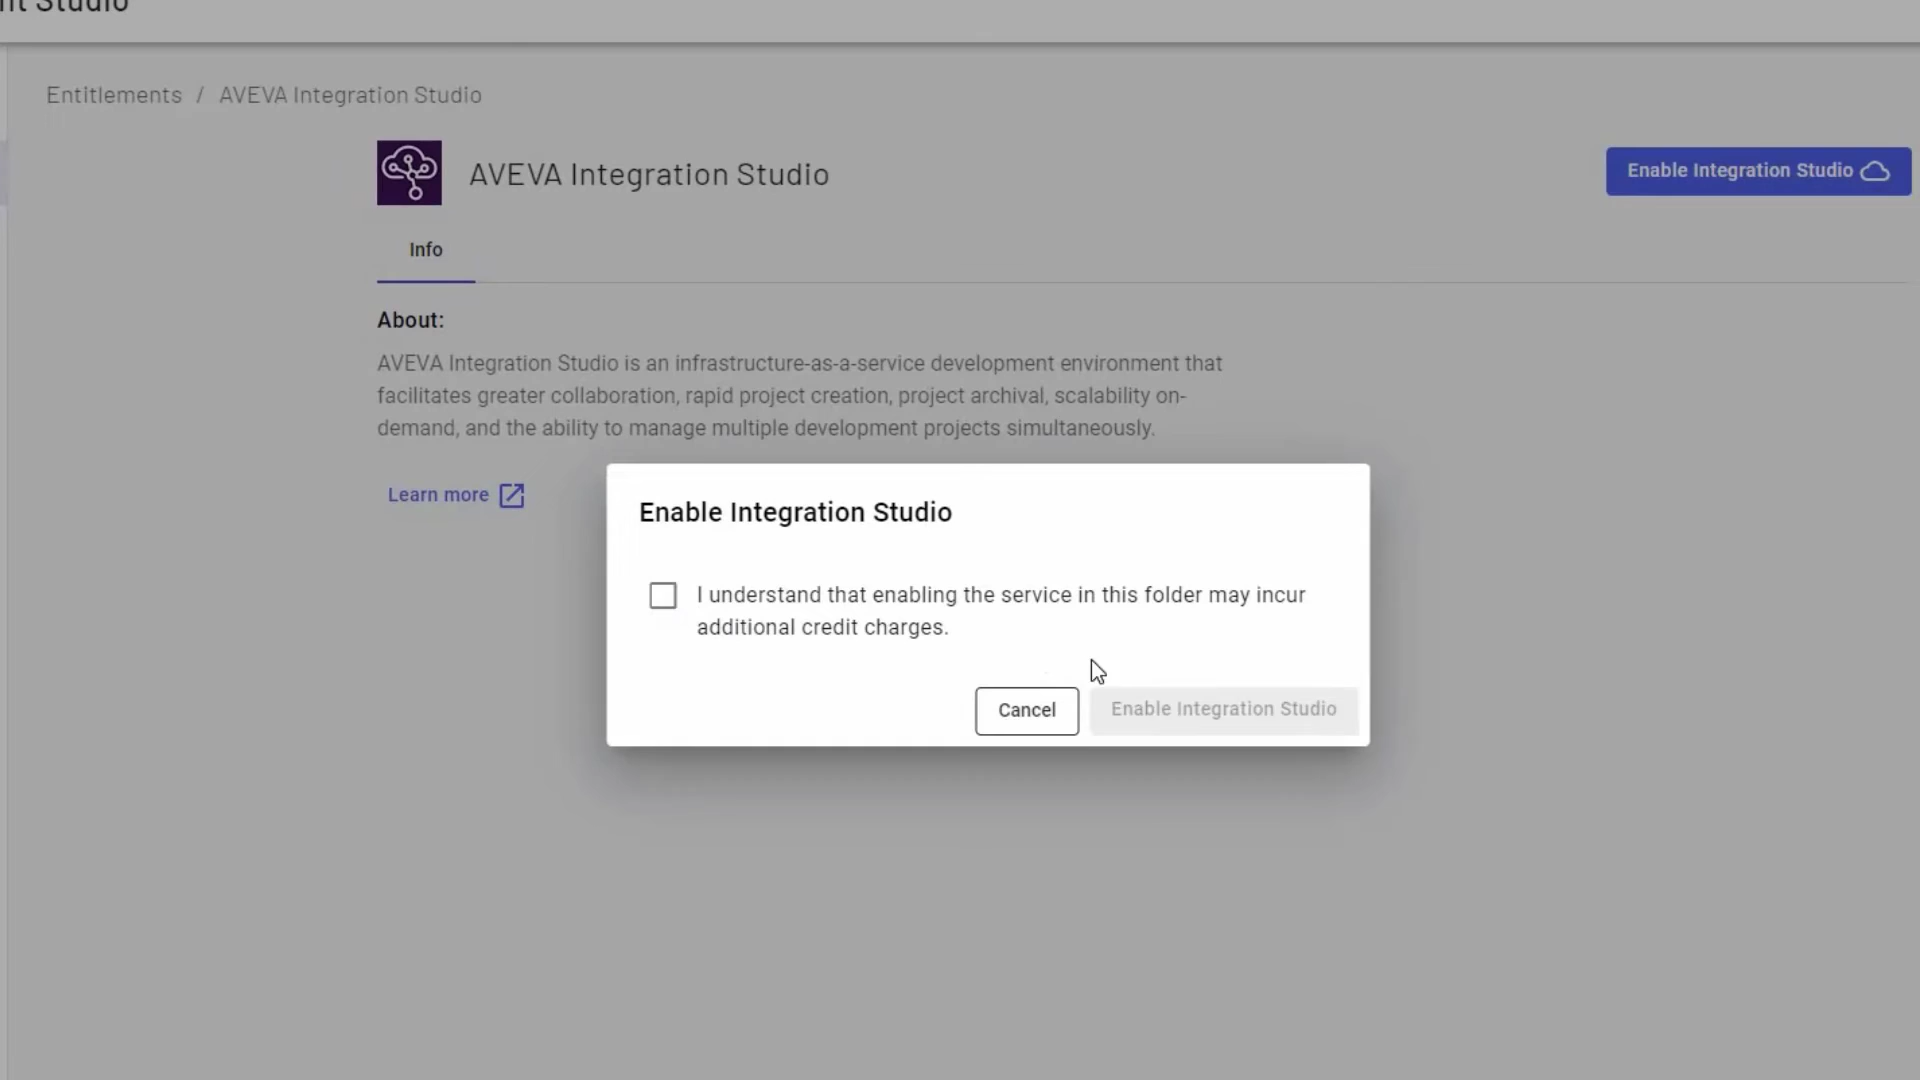 Studio
Entitlements / AVEVA Integration Studio
AVEVA Integration Studio
Enable Integration Studio
Info
About:
AVEVA Integration Studio is an infrastructure-as-a-service development environment that
facilitates greater collaboration, rapid project creation, project archival, scalability on-
demand, and the ability to manage multiple development projects simultaneously.
Learn more
Enable Integration Studio
I understand that enabling the service in this folder may incur
additional credit charges.
Cancel
Enable Integration Studio